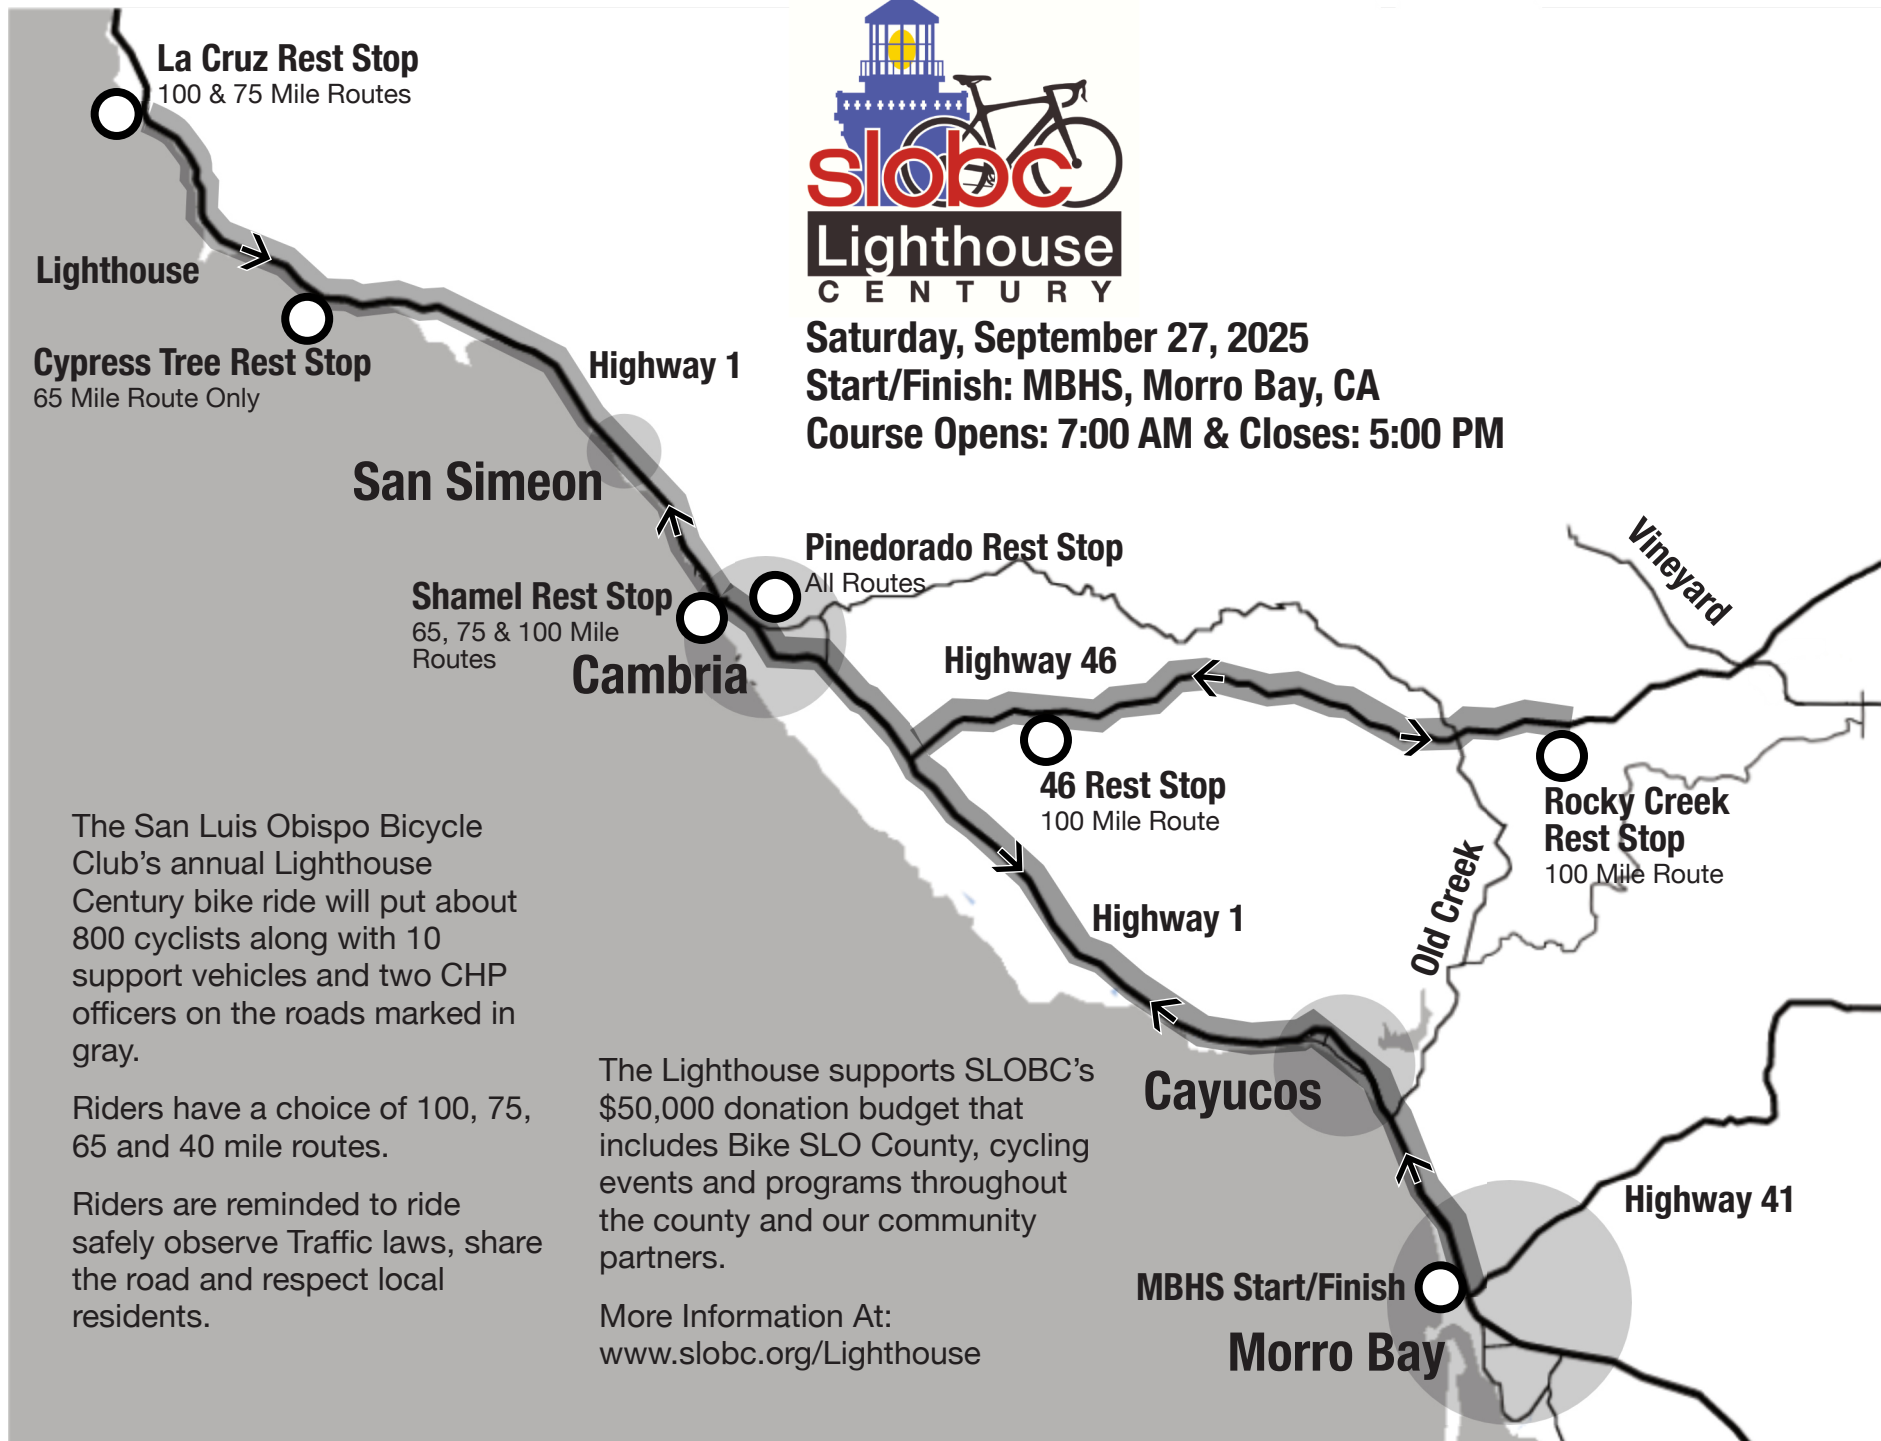 La Cruz Rest Stop
100 & 75 Mile Routes
slobc
Lighthouse
CENTURY
Saturday, September 27, 2025
Start/Finish: MBHS, Morro Bay, CA
Course Opens: 7:00 AM & Closes: 5:00 PM
Lighthouse
Cypress Tree Rest Stop
65 Mile Route Only
Highway 1
San Simeon
Pinedorado Rest Stop
All Routes
Shamel Rest Stop
65, 75 & 100 Mile
Routes
Cambria
Vineyard
Highway 46
46 Rest Stop
100 Mile Route
Rocky Creek
Rest Stop
100 Mile Route
Old Creek
Highway 1
The San Luis Obispo Bicycle
Club’s annual Lighthouse
Century bike ride will put about
800 cyclists along with 10
support vehicles and two CHP
officers on the roads marked in
gray.
Riders have a choice of 100, 75,
65 and 40 mile routes.
Riders are reminded to ride
safely observe Traffic laws, share
the road and respect local
residents.
The Lighthouse supports SLOBC’s
$50,000 donation budget that
includes Bike SLO County, cycling
events and programs throughout
the county and our community
partners.
More Information At:
www.slobc.org/Lighthouse
Cayucos
Highway 41
MBHS Start/Finish
Morro Bay